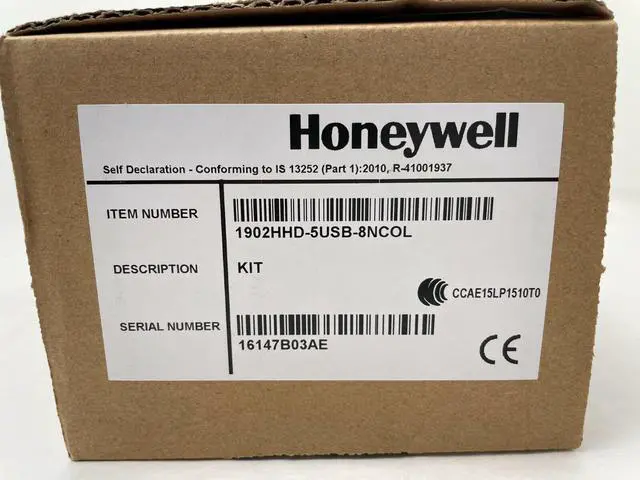 Honeywell
Self Declaration - Conforming to IS 13252 (Part 1):2010, R-41001937
ITEM NUMBER
1902HHD-5USB-8NCOL
DESCRIPTION
KIT
CCAE15LP1510T0
SERIAL NUMBER
16147B03AE
CE